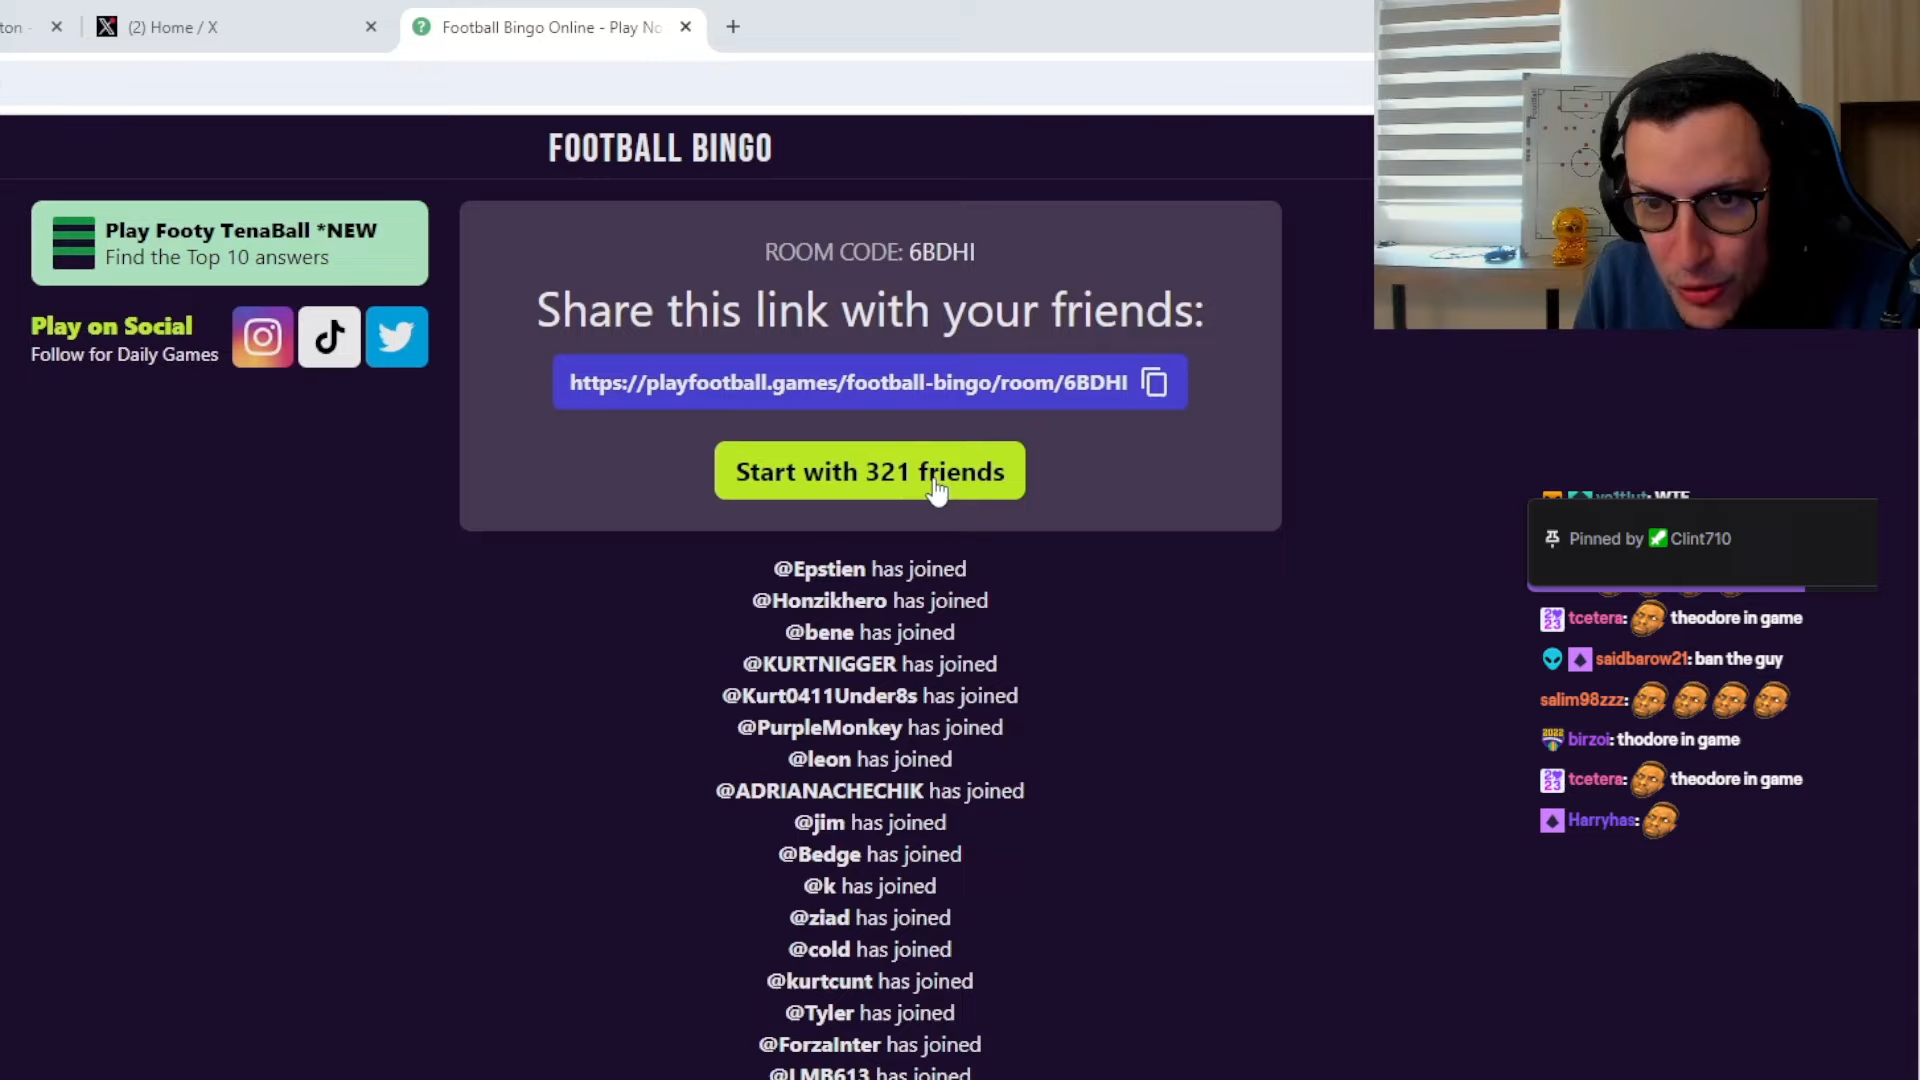 ton -
(2) Home / X
Football Bingo Online - Play No
FOOTBALL BINGO
Play Footy TenaBall *NEW
Find the Top 10 answers
Play on Social
Follow for Daily Games
ROOM CODE: 6BDHI
Share this link with your friends:
https://playfootball.games/football-bingo/room/6BDHI
Start with 321 friends
@Epstien has joined
@Honzikhero has joined
@bene has joined
@KURTNIGGER has joined
@Kurt0411Under8s has joined
@PurpleMonkey has joined
@leon has joined
@ADRIANACHECHIK has joined
@jim has joined
@Bedge has joined
@k has joined
@ziad has joined
@cold has joined
@kurtcunt has joined
@Tyler has joined
@ForzaInter has joined
@LMB613 has joined
WTF
Pinned by Clint710
tcetera: theodore in game
saidbarow21: ban the guy
salim98zzz:
birzoi: thodore in game
tcetera: theodore in game
Harryhas: